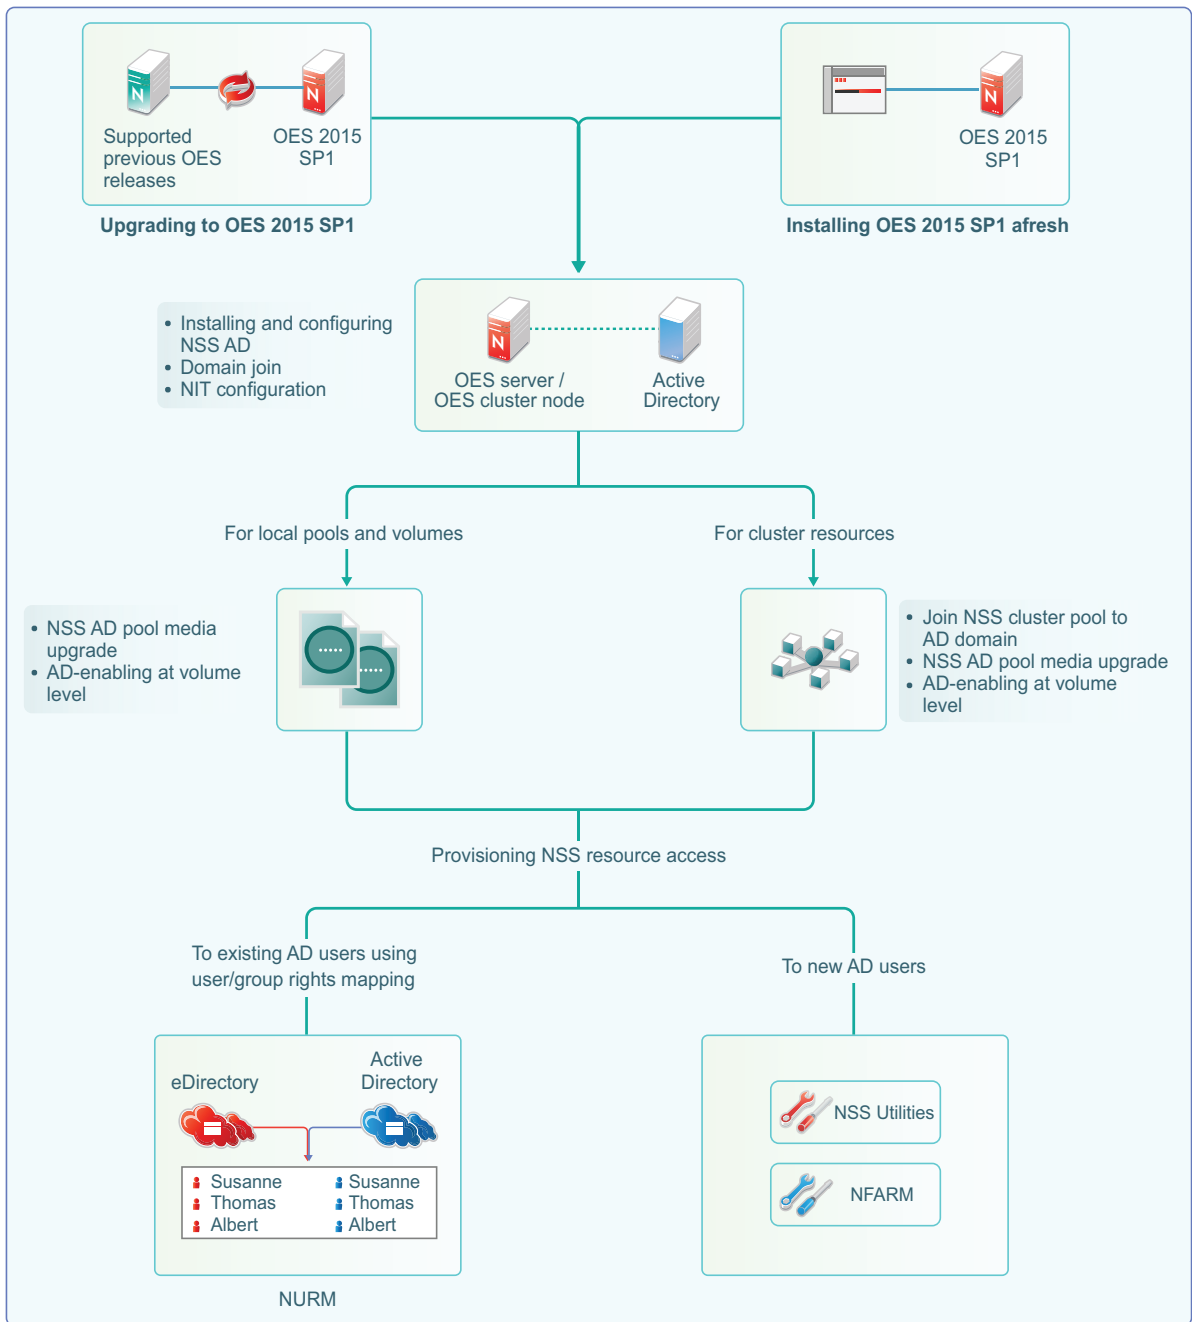 Supported
previous OES
releases
OES 2015
SP1
Upgrading to OES 2015 SP1
OES 2015
SP1
Installing OES 2015 SP1 afresh
• Installing and configuring
NSS AD
• Domain join
• NIT configuration
OES server /
OES cluster node
Active
Directory
For local pools and volumes
For cluster resources
• NSS AD pool media
upgrade
• AD-enabling at volume
level
• Join NSS cluster pool to
AD domain
• NSS AD pool media upgrade
• AD-enabling at volume
level
Provisioning NSS resource access
To existing AD users using
user/group rights mapping
To new AD users
eDirectory
Active
Directory
Susanne
Thomas
Albert
Susanne
Thomas
Albert
NURM
NSS Utilities
NFARM